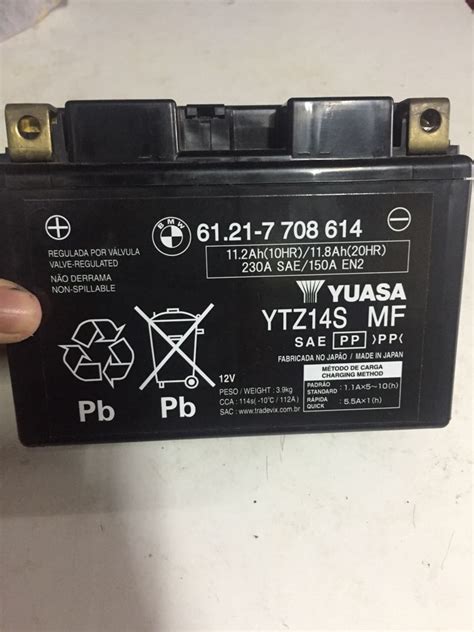 BMW
61.21-7 708 614
REGULADA POR VÁLVULA
VALVE-REGULATED
NÃO DERRAMA
NON-SPILLABLE
11.2Ah(10HR)/11.8Ah(20HR)
230A SAE/150A EN2
YUASA
YTZ14S MF
SAE PP >PP<
FABRICADA NO JAPÃO / MADE IN JAPAN
MÉTODO DE CARGA
CHARGING METHOD
PADRÃO
STANDARD : 1.1A×5~10(h)
RÁPIDA
QUICK : 5.5A×1(h)
12V
PESO / WEIGHT : 3.9kg
CCA : 114s( -10°C / 112A )
SAC : www.tradevix.com.br
Pb
Pb